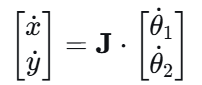 [ẋ ẏ] = J · [θ̇₁ θ̇₂]